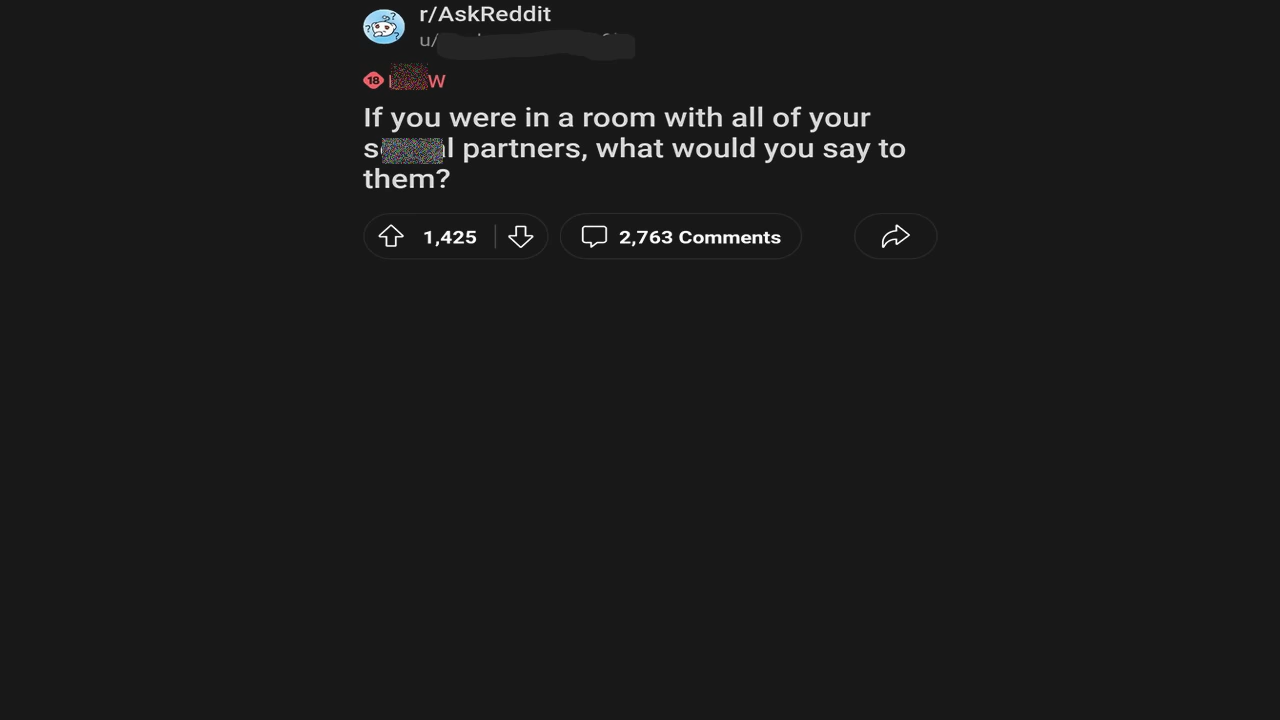 r/AskReddit
u/
18 W
If you were in a room with all of your
partners, what would you say to
them?
1,425 2,763 Comments